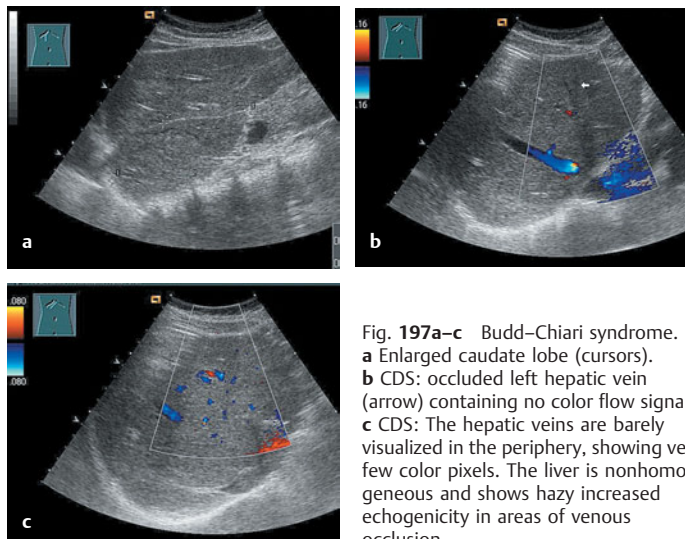 a
.16
.16
b
.080
.080
c
Fig. 197a–c Budd–Chiari syndrome.
a Enlarged caudate lobe (cursors).
b CDS: occluded left hepatic vein
(arrow) containing no color flow signa
c CDS: The hepatic veins are barely
visualized in the periphery, showing ve
few color pixels. The liver is nonhomo
geneous and shows hazy increased
echogenicity in areas of venous
occlusion